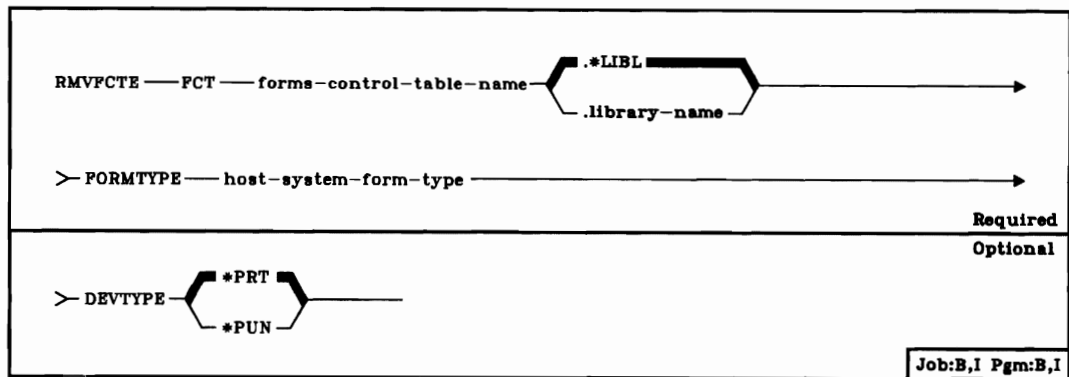 .*LIBL
RMVFCTE FCT forms-control-table-name
.library-name
FORMTYPE host-system-form-type
Required
Optional
*PRT
DEVTYPE
*PUN
Job:B,I Pgm:B,I